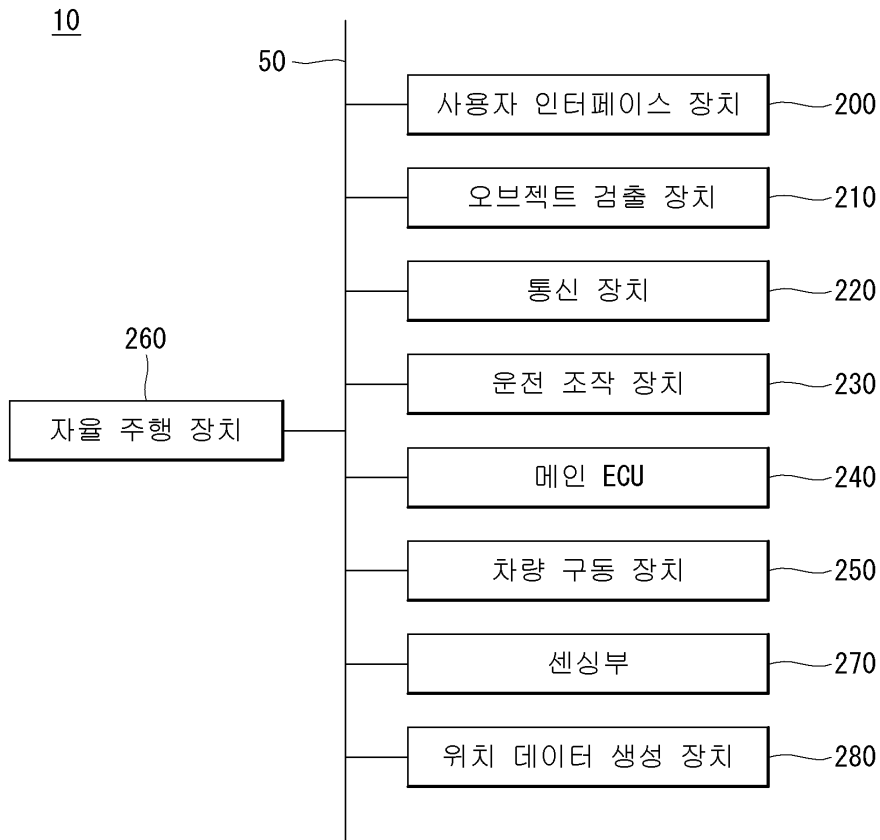 10
50
사용자 인터페이스 장치 200
오브젝트 검출 장치 210
통신 장치 220
260
운전 조작 장치 230
자율 주행 장치
메인 ECU 240
차량 구동 장치 250
센싱부 270
위치 데이터 생성 장치 280